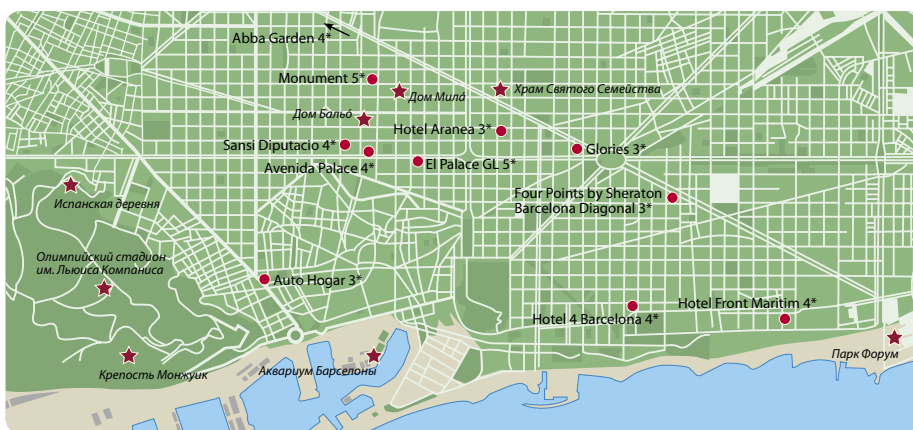 Abba Garden 4*
Monument 5*
Дом Мила́
Храм Святого Семейства
Дом Бальо́
Hotel Aranea 3*
Sansi Diputacio 4*
Glories 3*
Avenida Palace 4*
El Palace GL 5*
Испанская деревня
Four Points by Sheraton
Barcelona Diagonal 3*
Олимпийский стадион
им. Льюиса Компаниса
Auto Hogar 3*
Hotel Front Maritim 4*
Hotel 4 Barcelona 4*
Парк Форум
Крепость Монжуик
Аквариум Барселоны